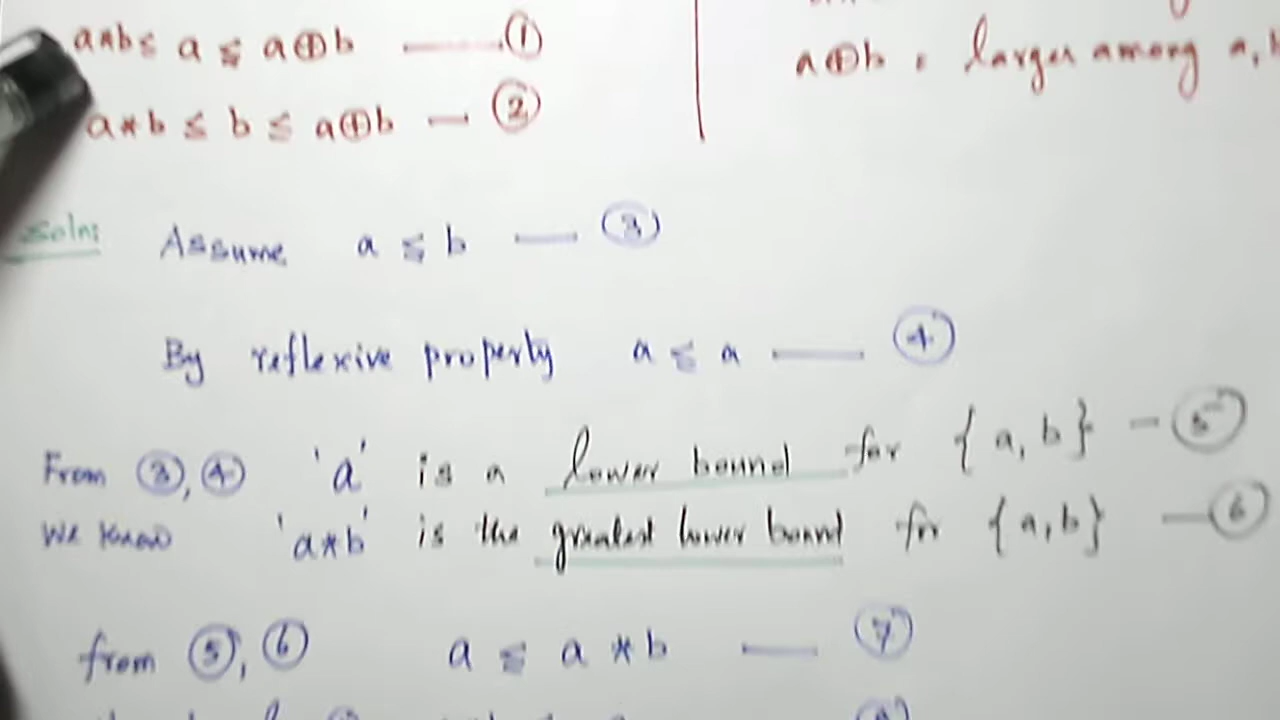 a*b ≤ a ≤ a⊕b —— ①
a*b ≤ b ≤ a⊕b — ②
a⊕b = larger among a, b
Soln:
Assume a ≤ b — ③
By reflexive property a ≤ a —— ④
From ③, ④ 'a' is a lower bound for {a, b} — ⑤
We know 'a*b' is the greatest lower bound for {a, b} — ⑥
from ⑤, ⑥ a ≤ a * b —— ⑦